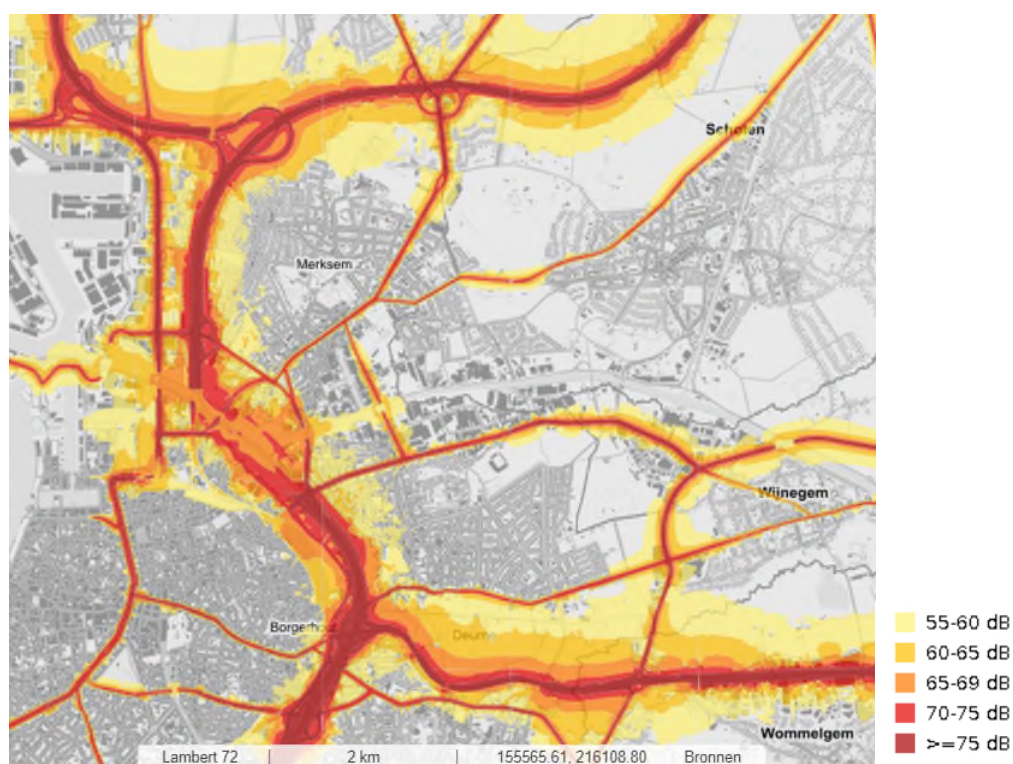 Schoten
Merksem
Wijnegem
Borgerhout
Deurne
Wommelgem
55-60 dB
60-65 dB
65-69 dB
70-75 dB
>=75 dB
Lambert 72
2 km
155565.61, 216108.80
Bronnen